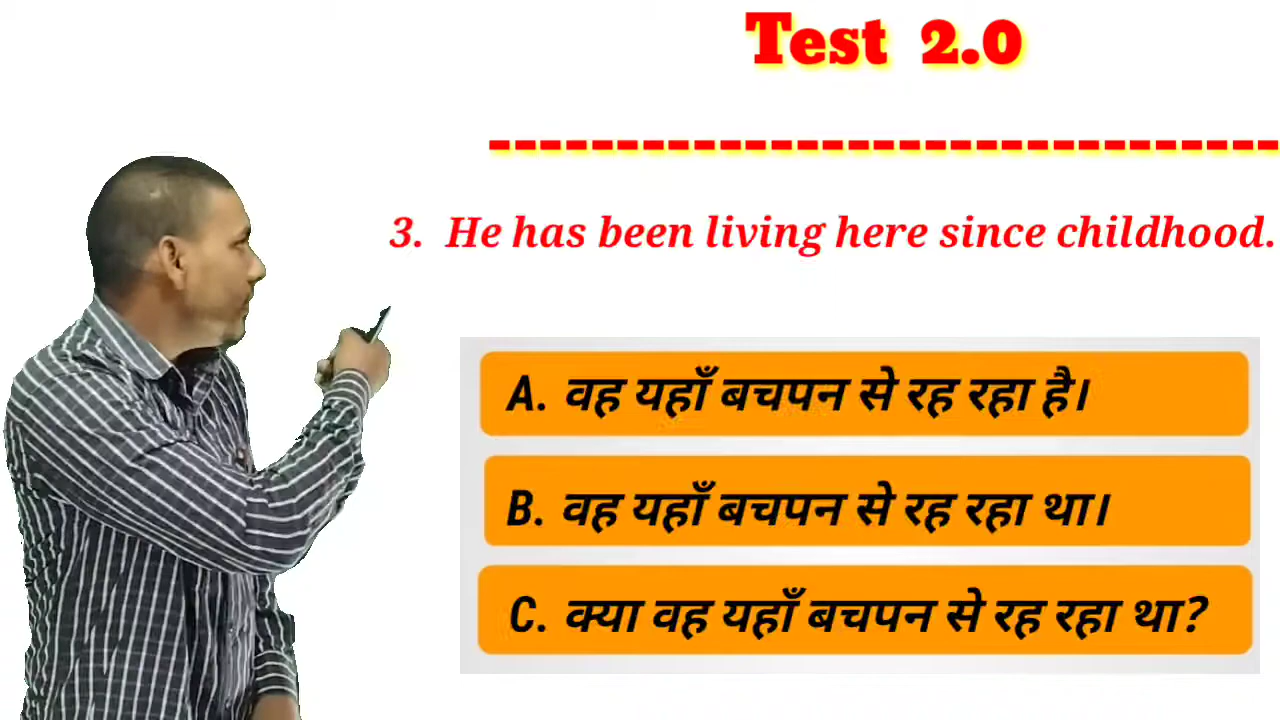 Test 2.0
-------------------------------
3. He has been living here since childhood.
A. वह यहाँ बचपन से रह रहा है।
B. वह यहाँ बचपन से रह रहा था।
C. क्या वह यहाँ बचपन से रह रहा था?